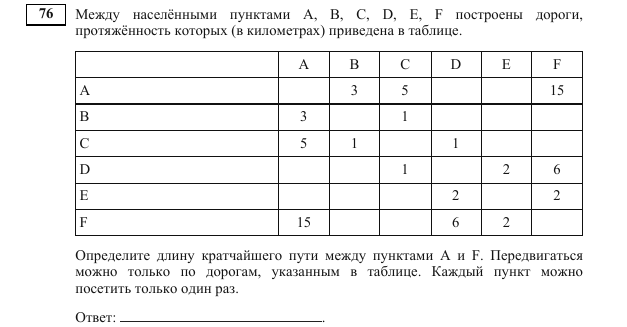 76 Между населёнными пунктами A, B, C, D, E, F построены дороги,
протяжённость которых (в километрах) приведена в таблице.
A B C D E F
A 3 5 15
B 3 1
C 5 1 1
D 1 2 6
E 2 2
F 15 6 2
Определите длину кратчайшего пути между пунктами A и F. Передвигаться
можно только по дорогам, указанным в таблице. Каждый пункт можно
посетить только один раз.
Ответ: .